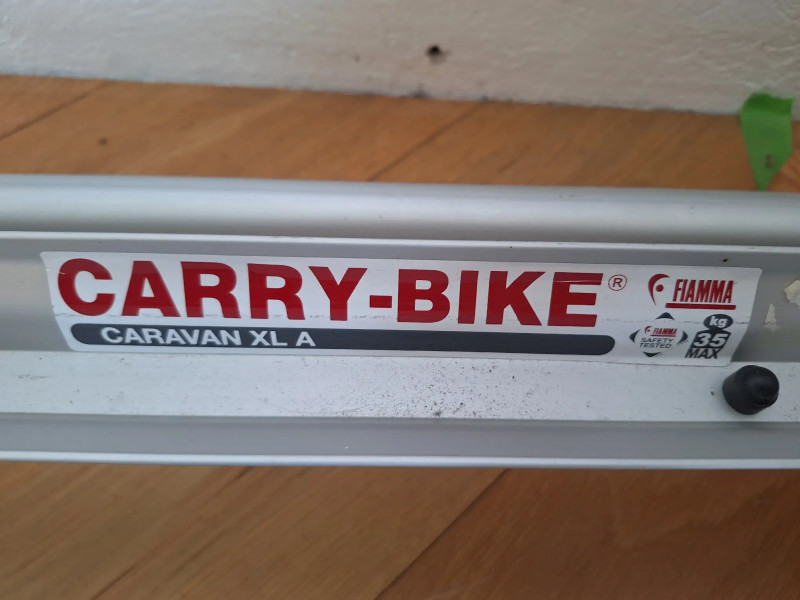 CARRY-BIKE®
CARAVAN XL A
FIAMMA
FIAMMA
SAFETY
TESTED
kg
35
MAX